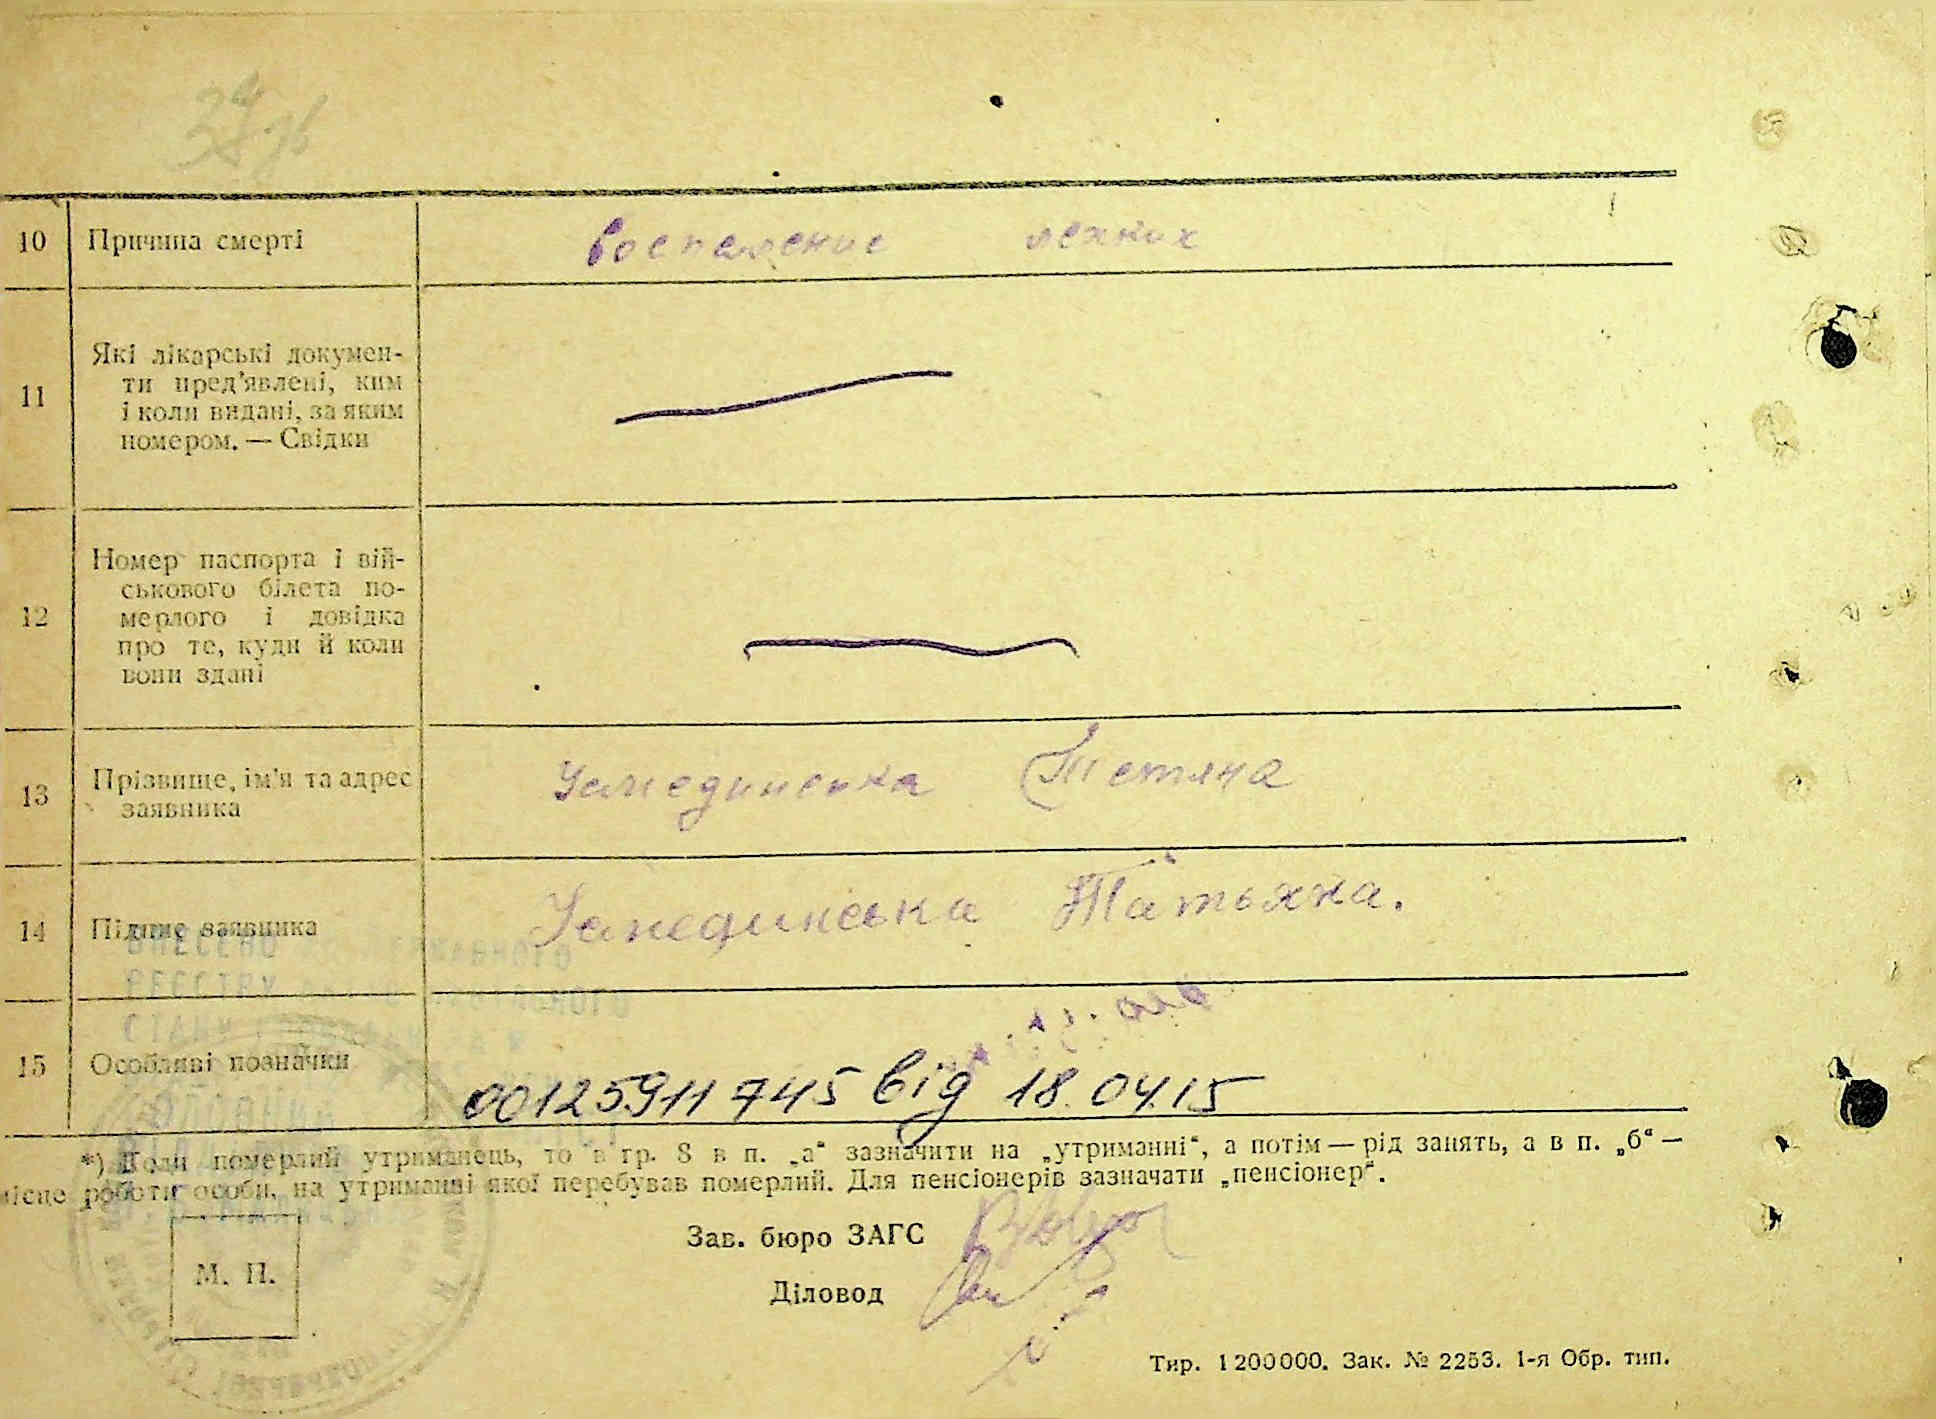 10 Причина смерті воспаление легких
11 Які лікарські докумен-
ти пред'явлені, ким
і коли видані, за яким
номером. — Свідки
12 Номер паспорта і вій-
ськового білета по-
мерлого і довідка
про те, куди й коли
вони здані
13 Прізвище, ім'я та адрес
заявника
Тетяна
14 Підпис заявника Татьяна.
15 Особливі позначки
00125911745 від 18.04.15
*) Коли померлий утриманець, то в гр. 8 в п. „а“ зазначити на „утриманні“, а потім — рід занять, а в п. „б“ —
місце роботи особи, на утриманні якої перебував померлий. Для пенсіонерів зазначати „пенсіонер“.
Зав. бюро ЗАГС
М. П.
Діловод
Тир. 1200000. Зак. № 2253. 1-я Обр. тип.